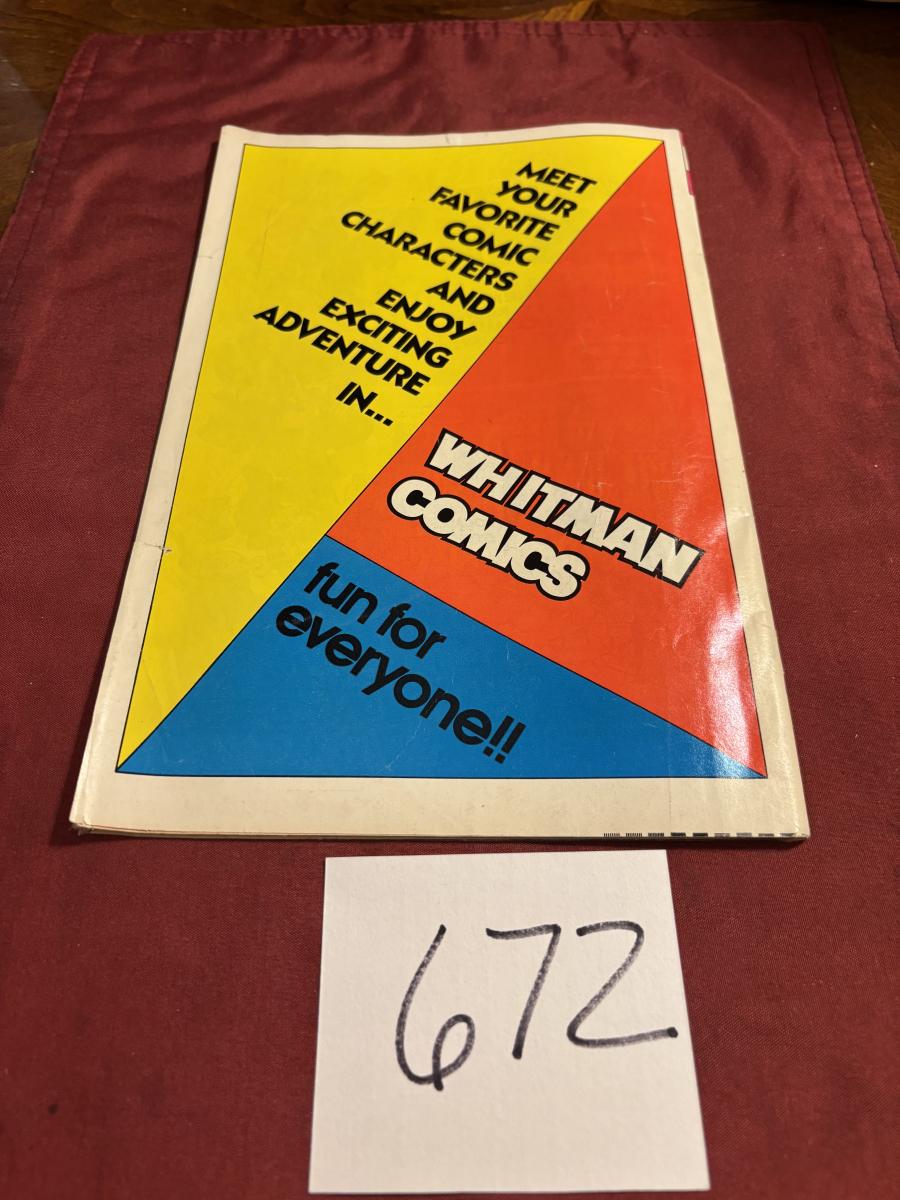 MEET
YOUR
FAVORITE
COMIC
CHARACTERS
AND
ENJOY
EXCITING
ADVENTURE
IN...
WHITMAN
COMICS
fun for
everyone!!
672